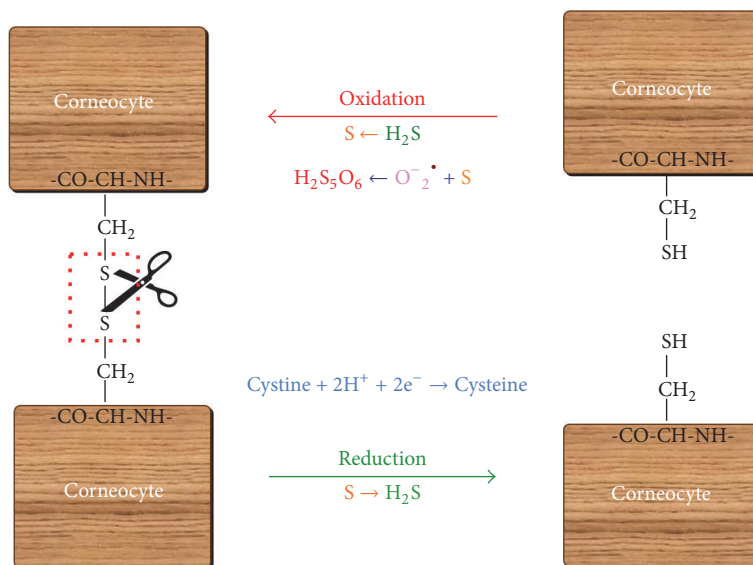 Corneocyte
-CO-CH-NH-
CH₂
S
S
CH₂
-CO-CH-NH-
Corneocyte
Oxidation
S ← H₂S
H₂S₅O₆ ← O⁻₂• + S
Cystine + 2H⁺ + 2e⁻ → Cysteine
Reduction
S → H₂S
Corneocyte
-CO-CH-NH-
CH₂
SH
SH
CH₂
-CO-CH-NH-
Corneocyte